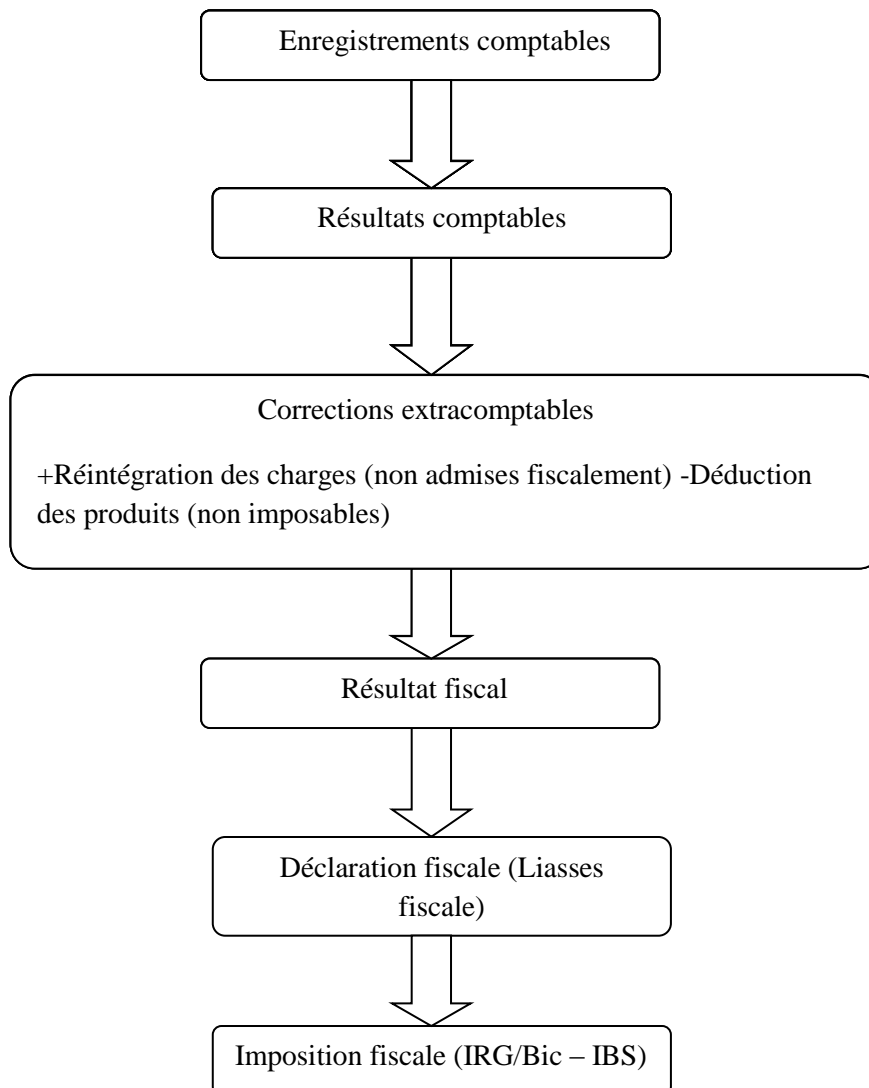 Enregistrements comptables
Résultats comptables
Corrections extracomptables
+Réintégration des charges (non admises fiscalement) -Déduction
des produits (non imposables)
Résultat fiscal
Déclaration fiscale (Liasses
fiscale)
Imposition fiscale (IRG/Bic – IBS)